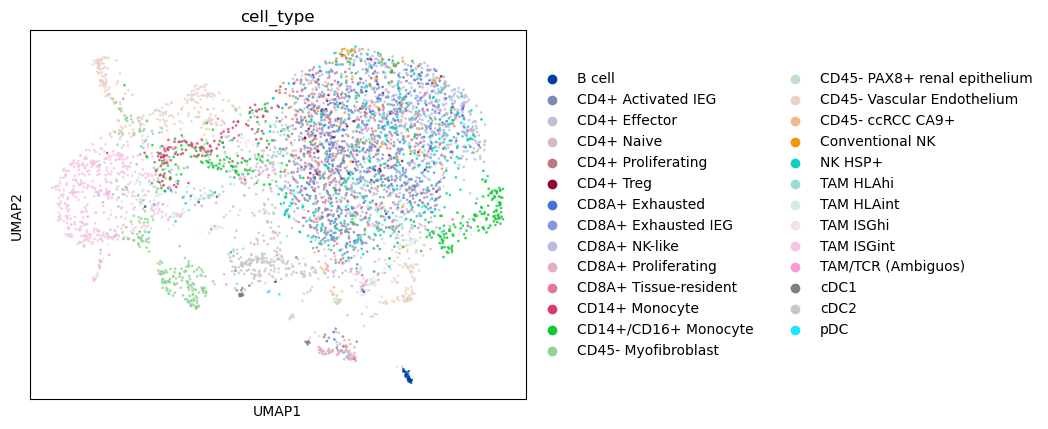 cell_type
UMAP2
UMAP1
B cell
CD4+ Activated IEG
CD4+ Effector
CD4+ Naive
CD4+ Proliferating
CD4+ Treg
CD8A+ Exhausted
CD8A+ Exhausted IEG
CD8A+ NK-like
CD8A+ Proliferating
CD8A+ Tissue-resident
CD14+ Monocyte
CD14+/CD16+ Monocyte
CD45- Myofibroblast
CD45- PAX8+ renal epithelium
CD45- Vascular Endothelium
CD45- ccRCC CA9+
Conventional NK
NK HSP+
TAM HLAhi
TAM HLAint
TAM ISGhi
TAM ISGint
TAM/TCR (Ambiguos)
cDC1
cDC2
pDC